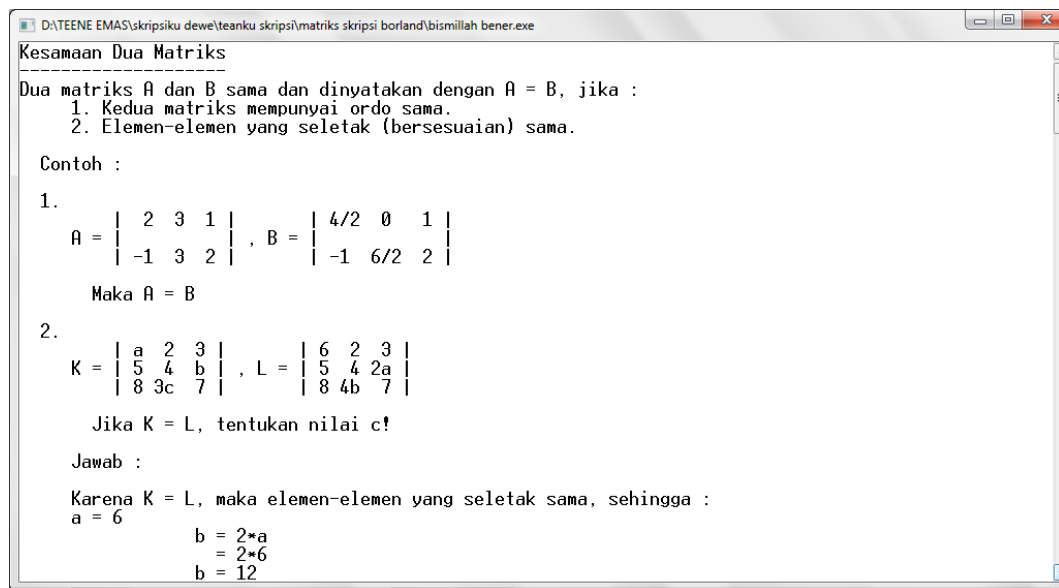 D:\TEENE EMAS\skripsiku dewe\teanku skripsi\matriks skripsi borland\bismillah bener.exe
Kesamaan Dua Matriks
--------------------
Dua matriks A dan B sama dan dinyatakan dengan A = B, jika :
     1. Kedua matriks mempunyai ordo sama.
     2. Elemen-elemen yang seletak (bersesuaian) sama.
  Contoh :
  1.
         |  2  3  1 |       | 4/2  0   1 |
     A = |          | , B = |            |
         | -1  3  2 |       | -1  6/2  2 |
       Maka A = B
  2.
         | a  2  3 |       | 6  2  3 |
     K = | 5  4  b | , L = | 5  4 2a |
         | 8 3c  7 |       | 8 4b  7 |
       Jika K = L, tentukan nilai c!
     Jawab :
     Karena K = L, maka elemen-elemen yang seletak sama, sehingga :
     a = 6
                 b = 2*a
                   = 2*6
                 b = 12